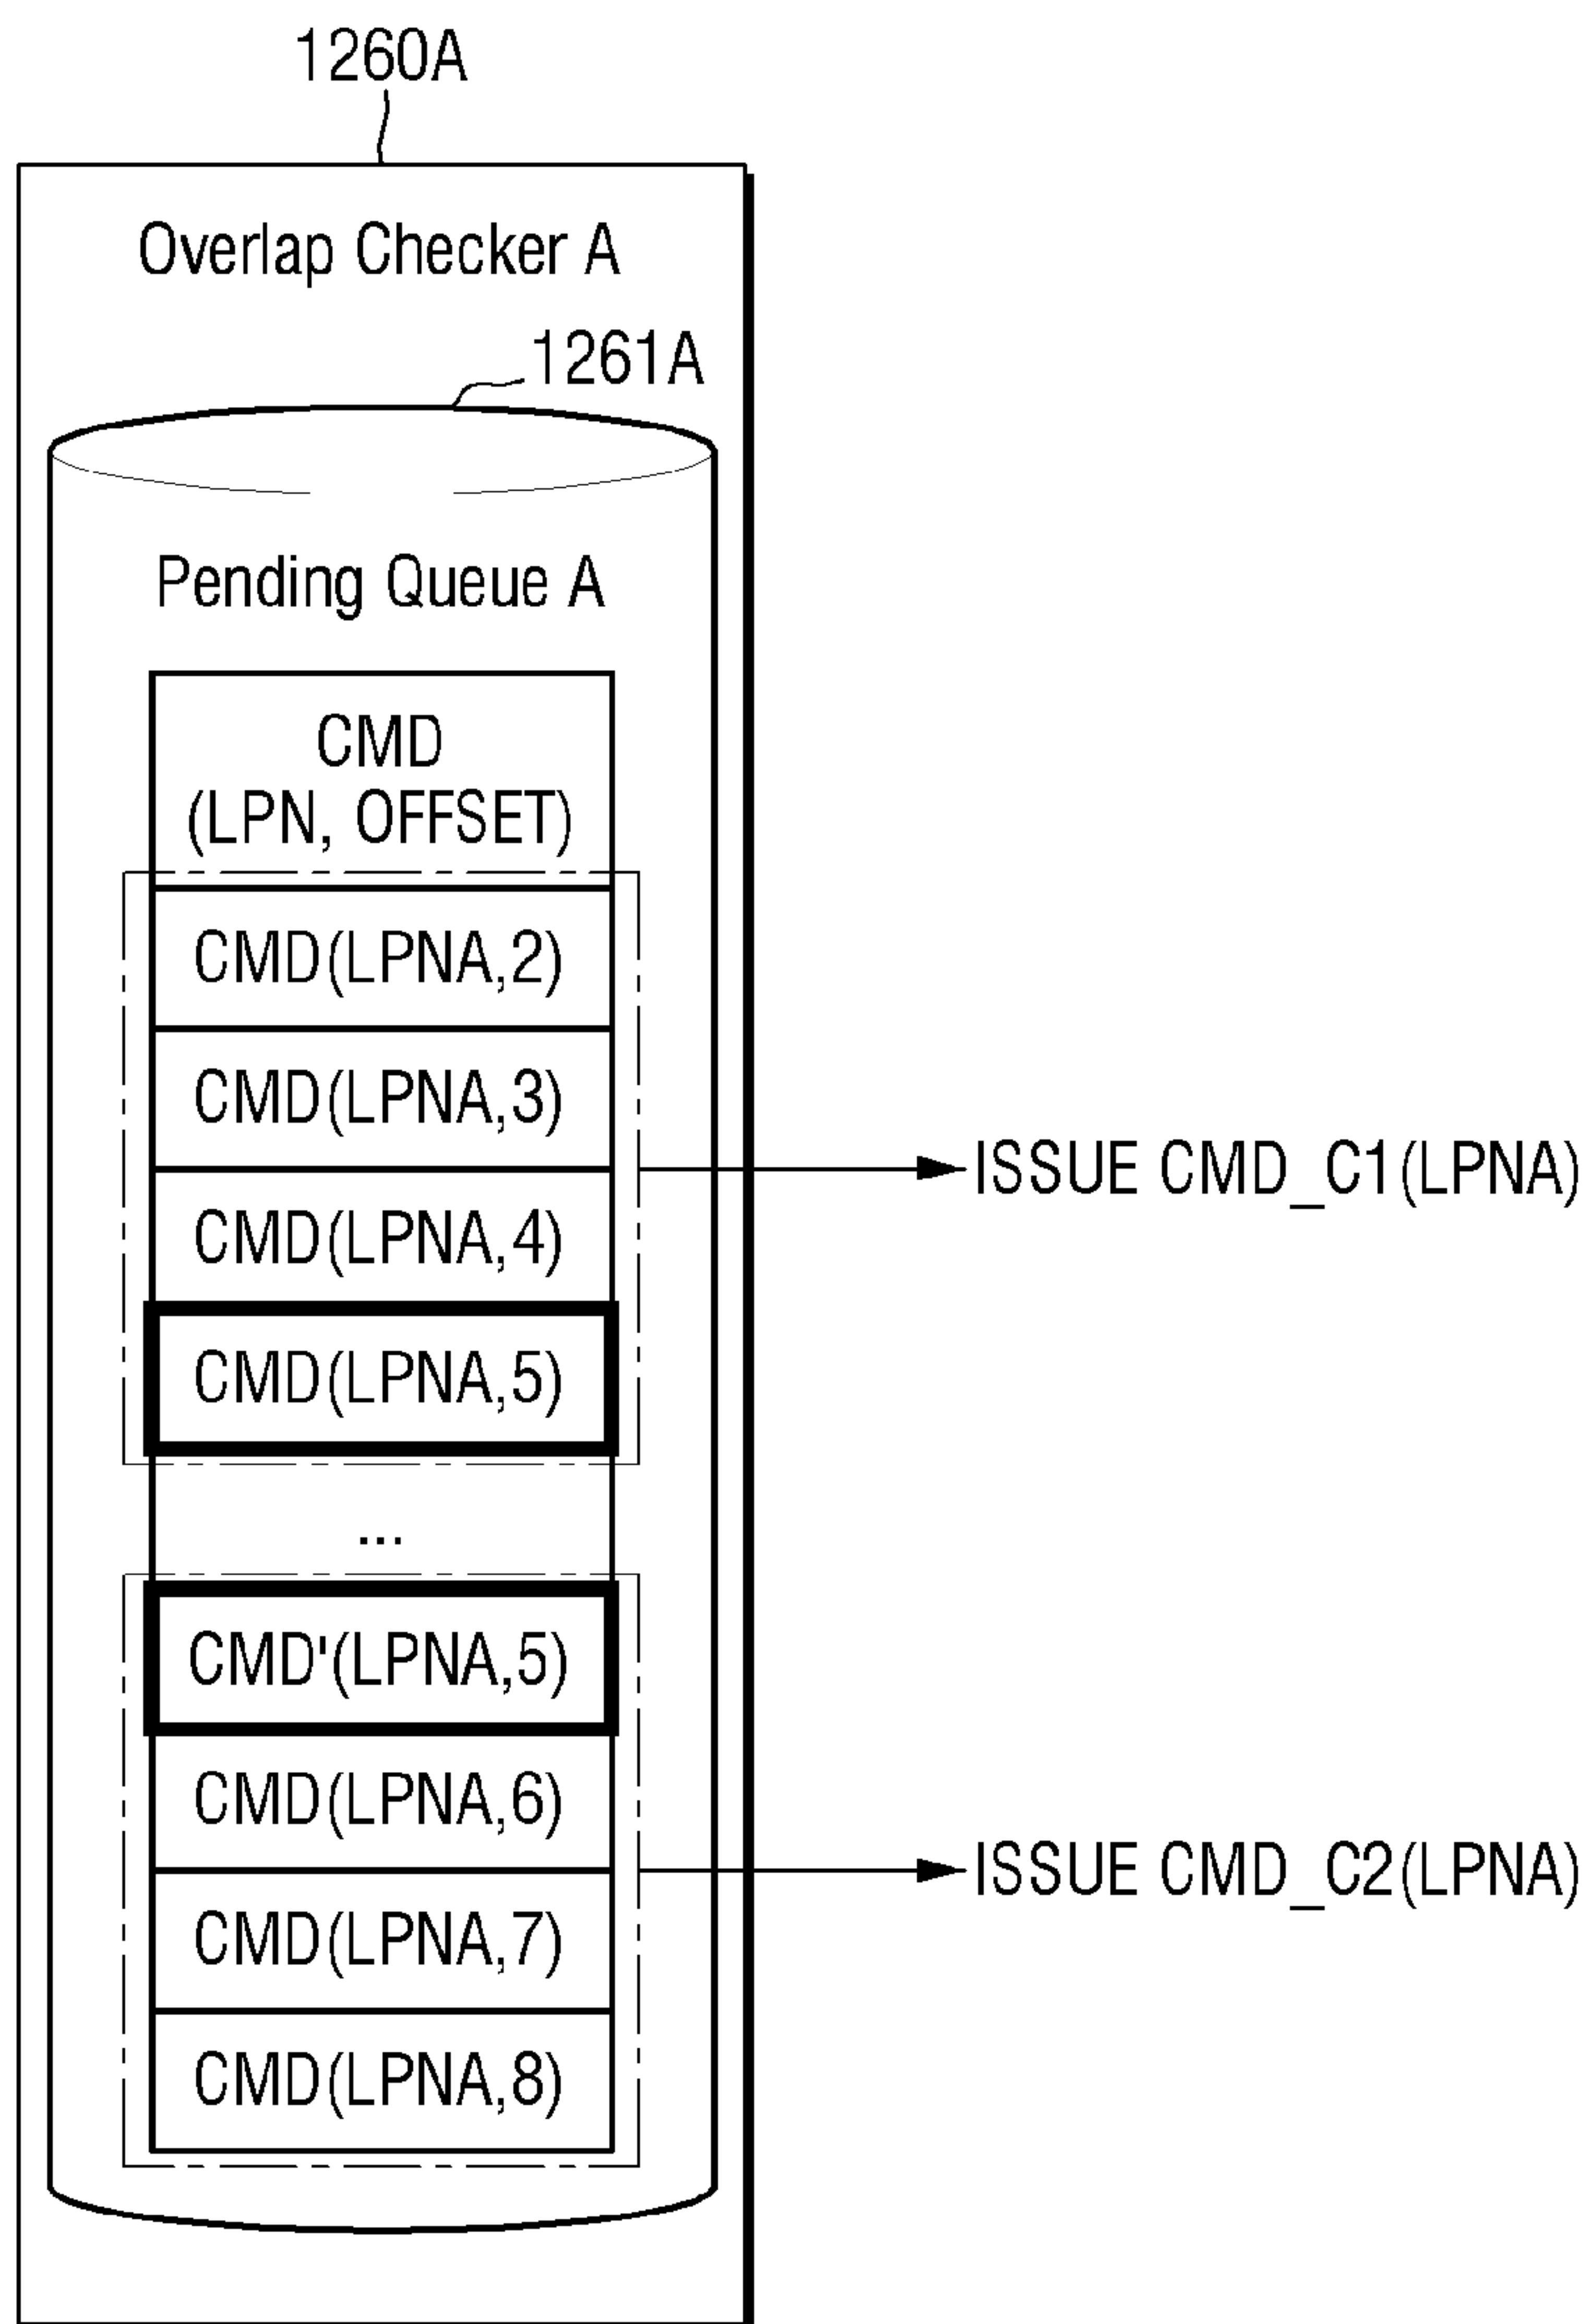 1260A
Overlap Checker A
1261A
Pending Queue A
CMD
(LPN, OFFSET)
CMD(LPNA,2)
CMD(LPNA,3)
ISSUE CMD_C1(LPNA)
CMD(LPNA,4)
CMD(LPNA,5)
...
CMD'(LPNA,5)
CMD(LPNA,6)
ISSUE CMD_C2(LPNA)
CMD(LPNA,7)
CMD(LPNA,8)